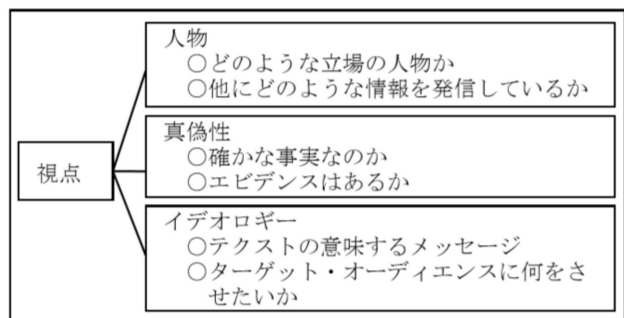 視点
人物
○どのような立場の人物か
○他にどのような情報を発信しているか
真偽性
○確かな事実なのか
○エビデンスはあるか
イデオロギー
○テクストの意味するメッセージ
○ターゲット・オーディエンスに何をさ
せたいか